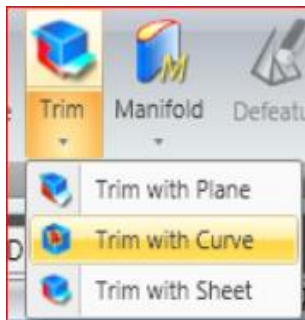 Trim Manifold Defeatu
Trim with Plane
D
Trim with Curve
Trim with Sheet